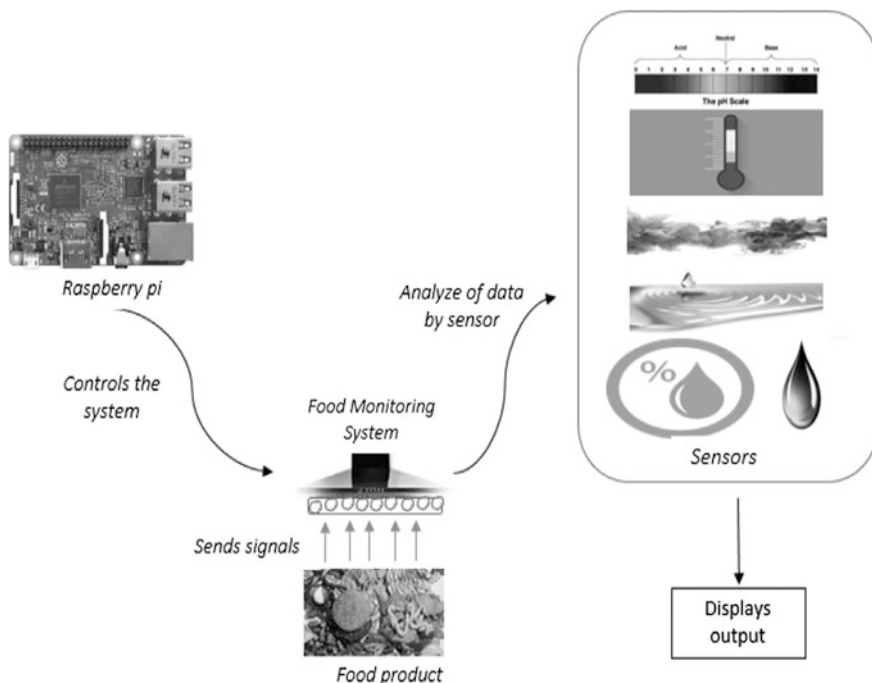 Neutral
Acid
Base
0 1 2 3 4 5 6 7 8 9 10 11 12 13 14
The pH Scale
Raspberry pi
Analyze of data
by sensor
Controls the
system
Food Monitoring
System
%
Sensors
Sends signals
Food product
Displays
output